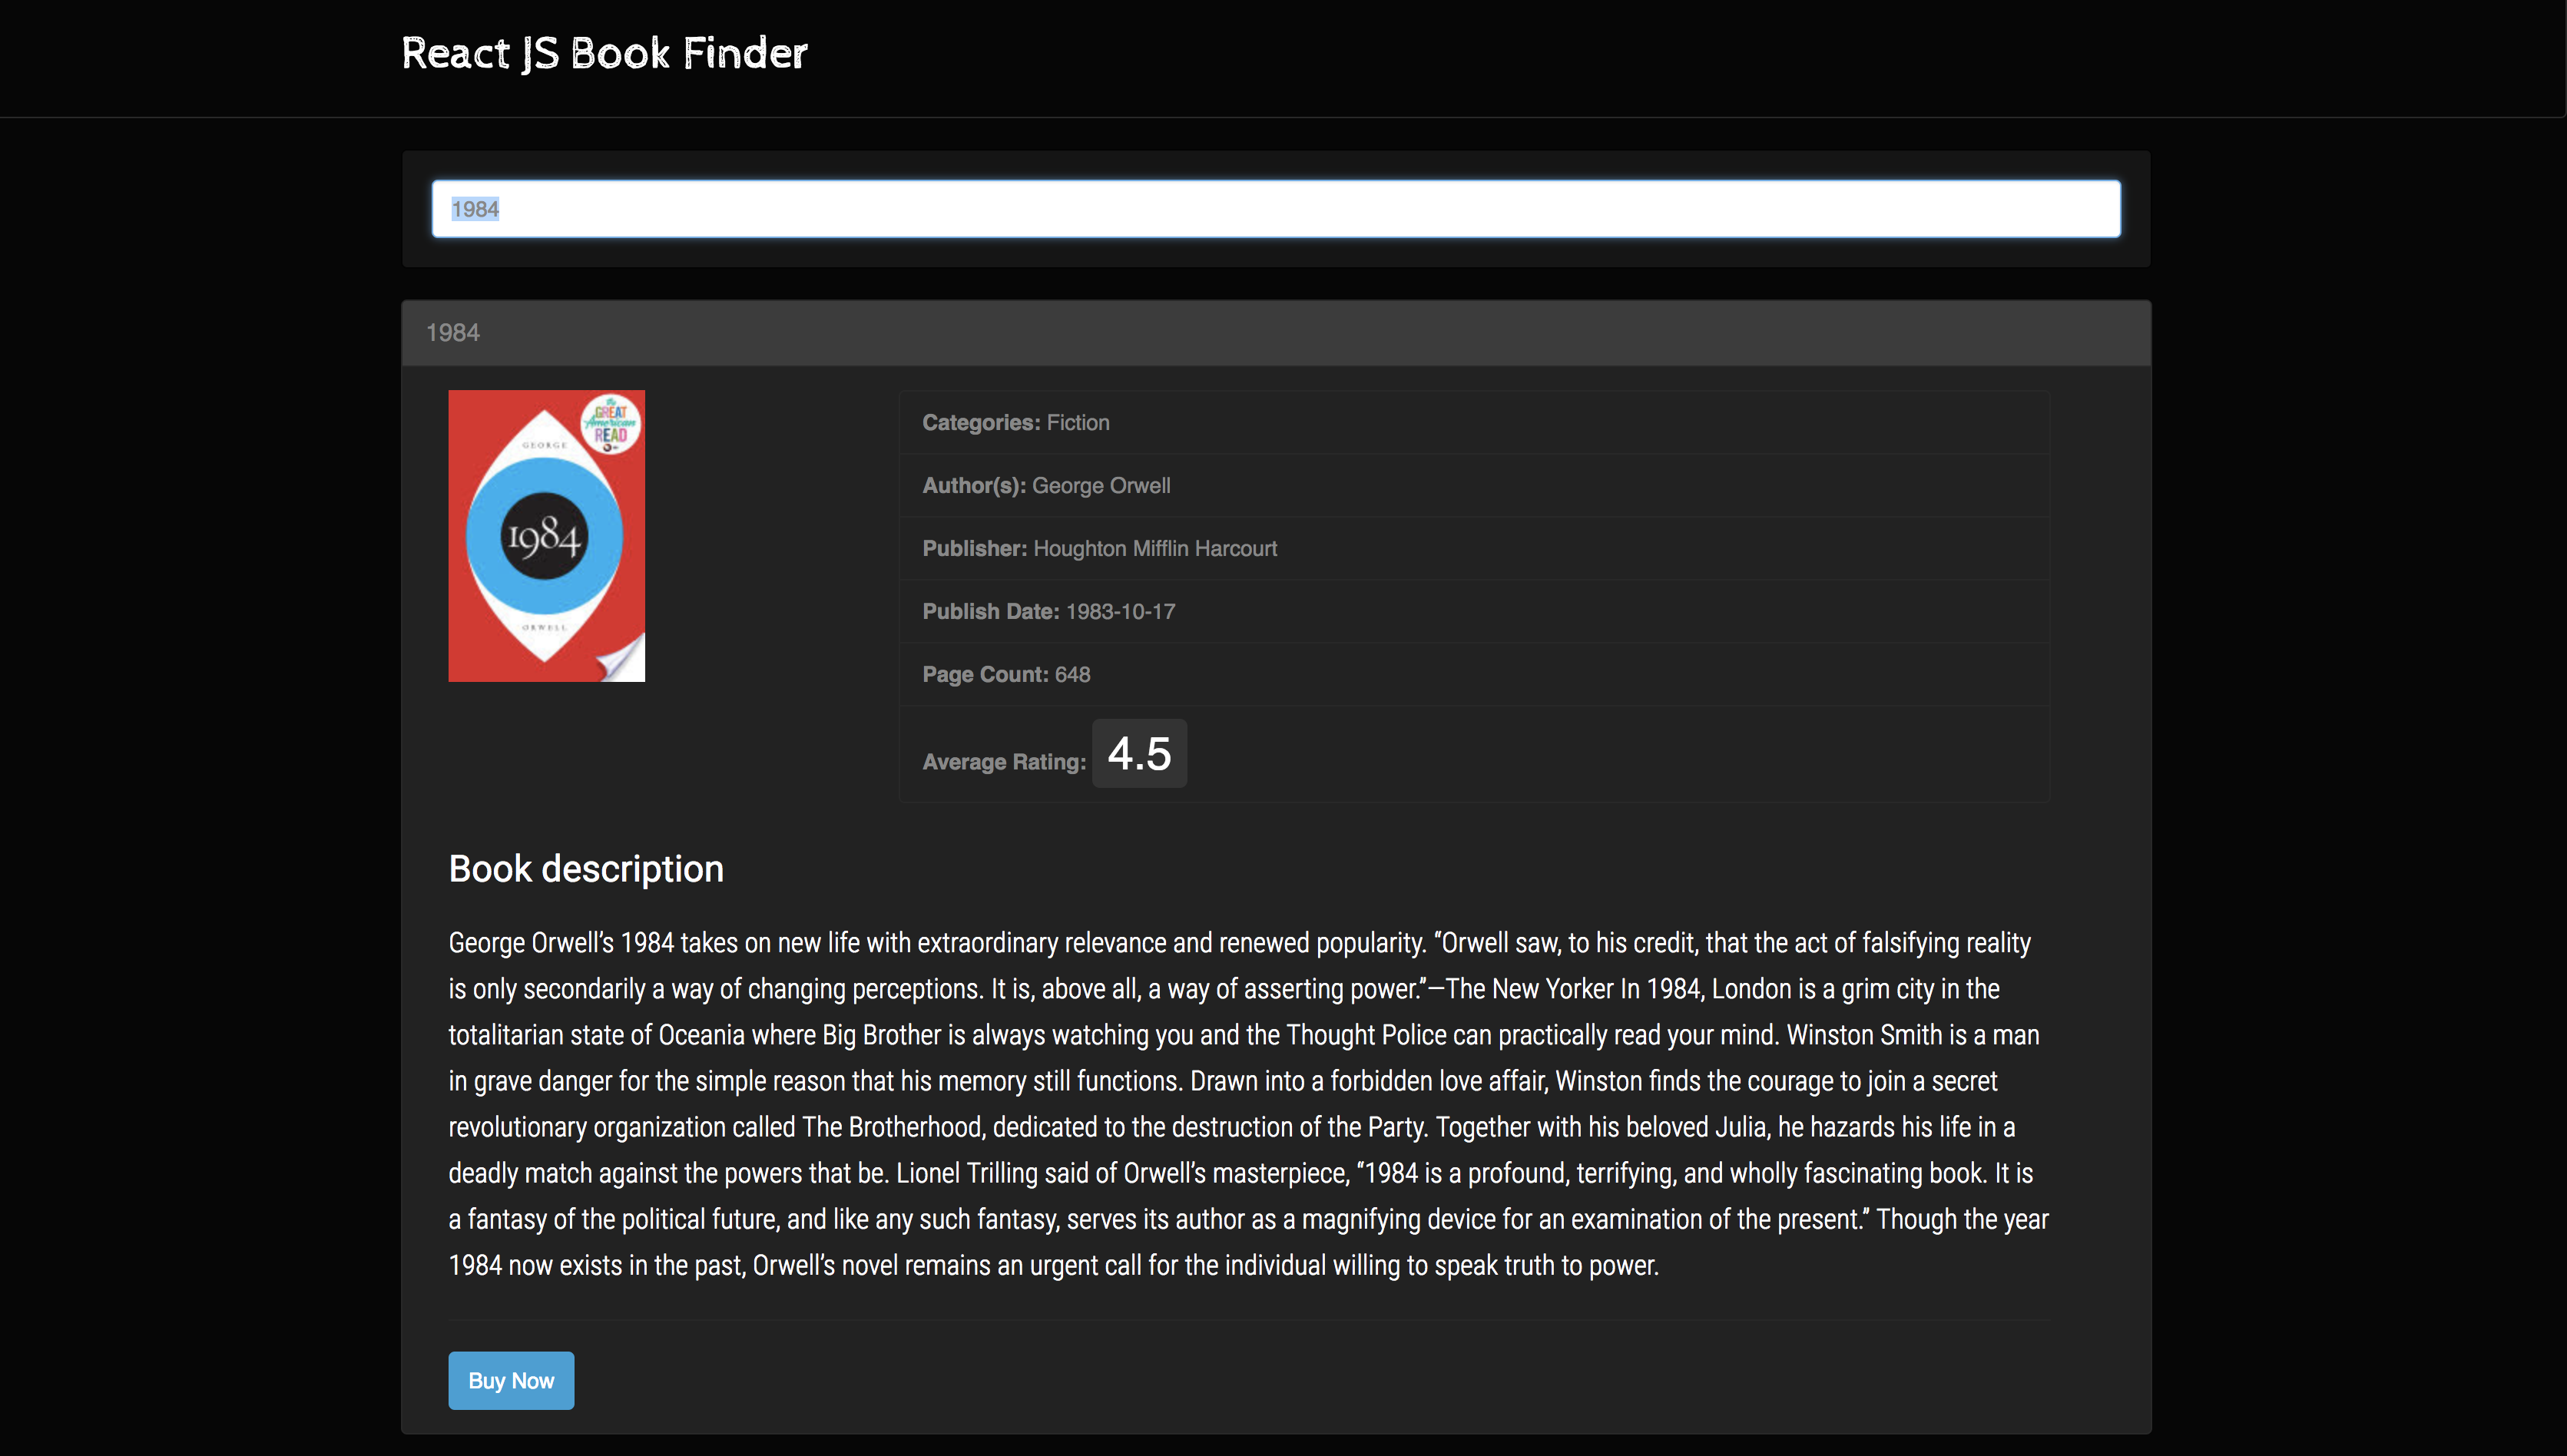 React JS Book Finder
1984
1984
the
GREAT
American
READ
GEORGE
1984
ORWELL
Categories: Fiction
Author(s): George Orwell
Publisher: Houghton Mifflin Harcourt
Publish Date: 1983-10-17
Page Count: 648
Average Rating: 4.5
Book description
George Orwell’s 1984 takes on new life with extraordinary relevance and renewed popularity. “Orwell saw, to his credit, that the act of falsifying reality
is only secondarily a way of changing perceptions. It is, above all, a way of asserting power.”—The New Yorker In 1984, London is a grim city in the
totalitarian state of Oceania where Big Brother is always watching you and the Thought Police can practically read your mind. Winston Smith is a man
in grave danger for the simple reason that his memory still functions. Drawn into a forbidden love affair, Winston finds the courage to join a secret
revolutionary organization called The Brotherhood, dedicated to the destruction of the Party. Together with his beloved Julia, he hazards his life in a
deadly match against the powers that be. Lionel Trilling said of Orwell’s masterpiece, “1984 is a profound, terrifying, and wholly fascinating book. It is
a fantasy of the political future, and like any such fantasy, serves its author as a magnifying device for an examination of the present.” Though the year
1984 now exists in the past, Orwell’s novel remains an urgent call for the individual willing to speak truth to power.
Buy Now